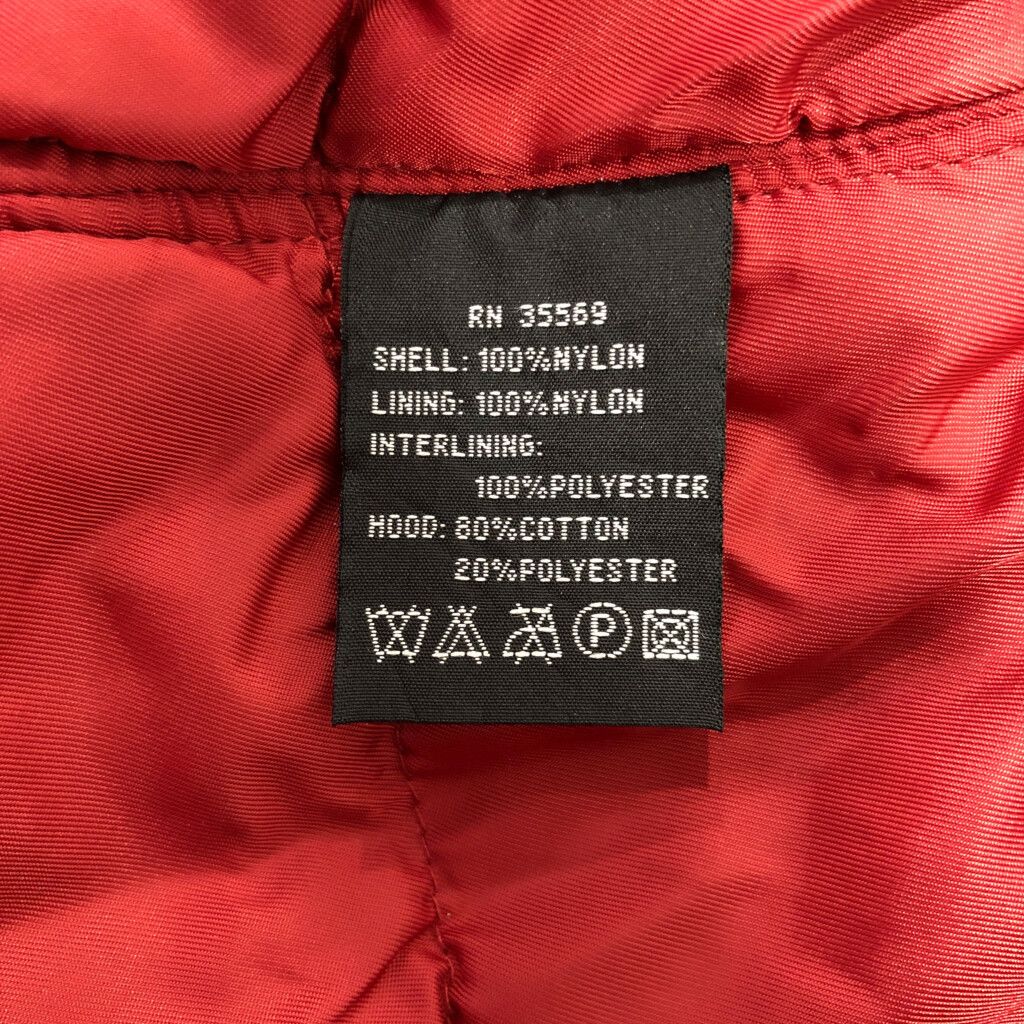 RN 35569
SHELL: 100%NYLON
LINING: 100%NYLON
INTERLINING:
100%POLYESTER
HOOD: 80%COTTON
20%POLYESTER
P